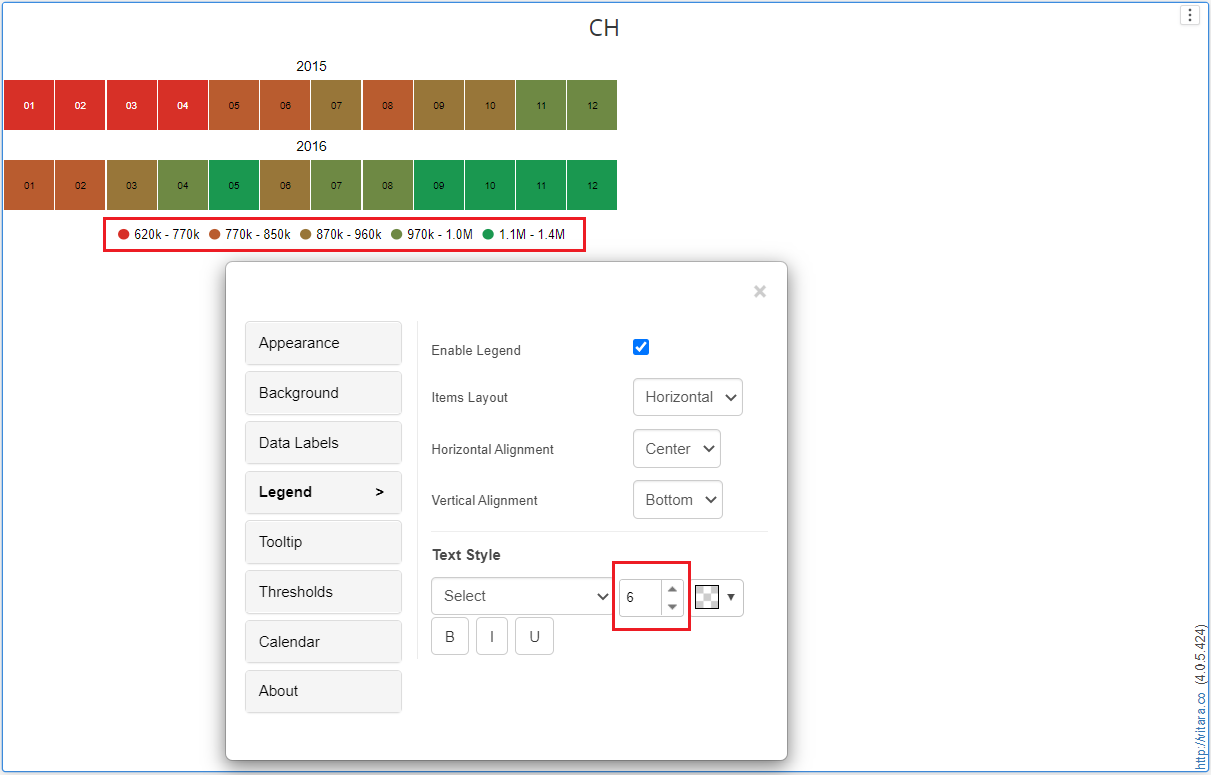 CH
2015
01 02 03 04 05 06 07 08 09 10 11 12
2016
01 02 03 04 05 06 07 08 09 10 11 12
620k - 770k 770k - 850k 870k - 960k 970k - 1.0M 1.1M - 1.4M
×
Appearance
Background
Data Labels
Legend >
Tooltip
Thresholds
Calendar
About
Enable Legend
Items Layout Horizontal
Horizontal Alignment Center
Vertical Alignment Bottom
Text Style
Select 6
B I U
http://vitara.co (4.0.5.424)